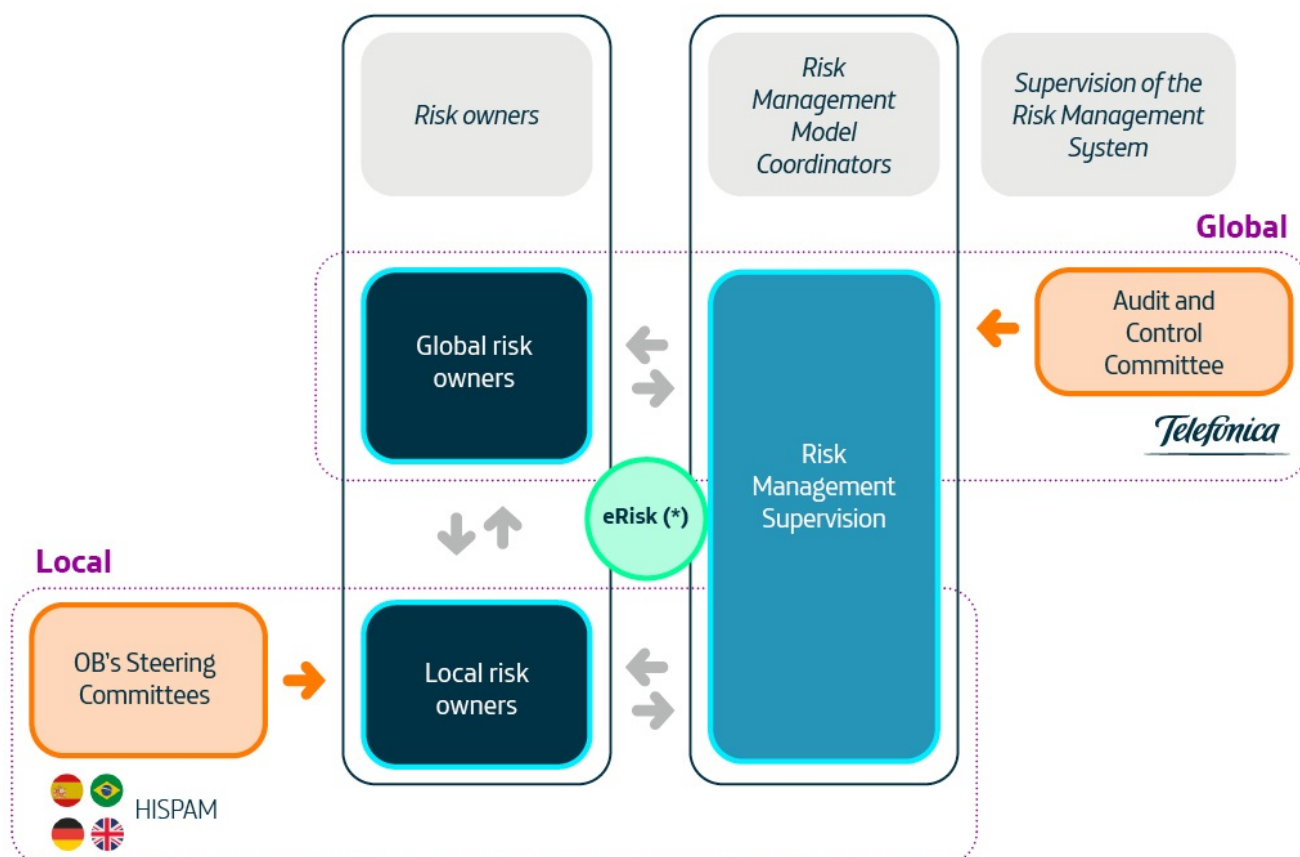 Risk owners
Risk
Management
Model
Coordinators
Supervision of the
Risk Management
System
Global
Global risk
owners
Audit and
Control
Committee
Telefónica
Risk
Management
Supervision
eRisk (*)
Local
OB's Steering
Committees
Local risk
owners
HISPAM